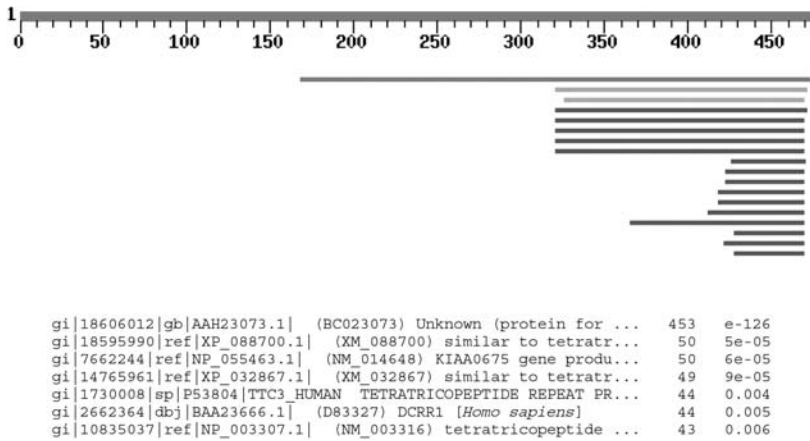 1
0 50 100 150 200 250 300 350 400 450
gi|18606012|gb|AAH23073.1| (BC023073) Unknown (protein for ... 453 e-126
gi|18595990|ref|XP_088700.1| (XM_088700) similar to tetratr... 50 5e-05
gi|7662244|ref|NP_055463.1| (NM_014648) KIAA0675 gene produ... 50 6e-05
gi|14765961|ref|XP_032867.1| (XM_032867) similar to tetratr... 49 9e-05
gi|1730008|sp|P53804|TTC3_HUMAN TETRATRICOPEPTIDE REPEAT PR... 44 0.004
gi|2662364|dbj|BAA23666.1| (D83327) DCRR1 [Homo sapiens] 44 0.005
gi|10835037|ref|NP_003307.1| (NM_003316) tetratricopeptide ... 43 0.006